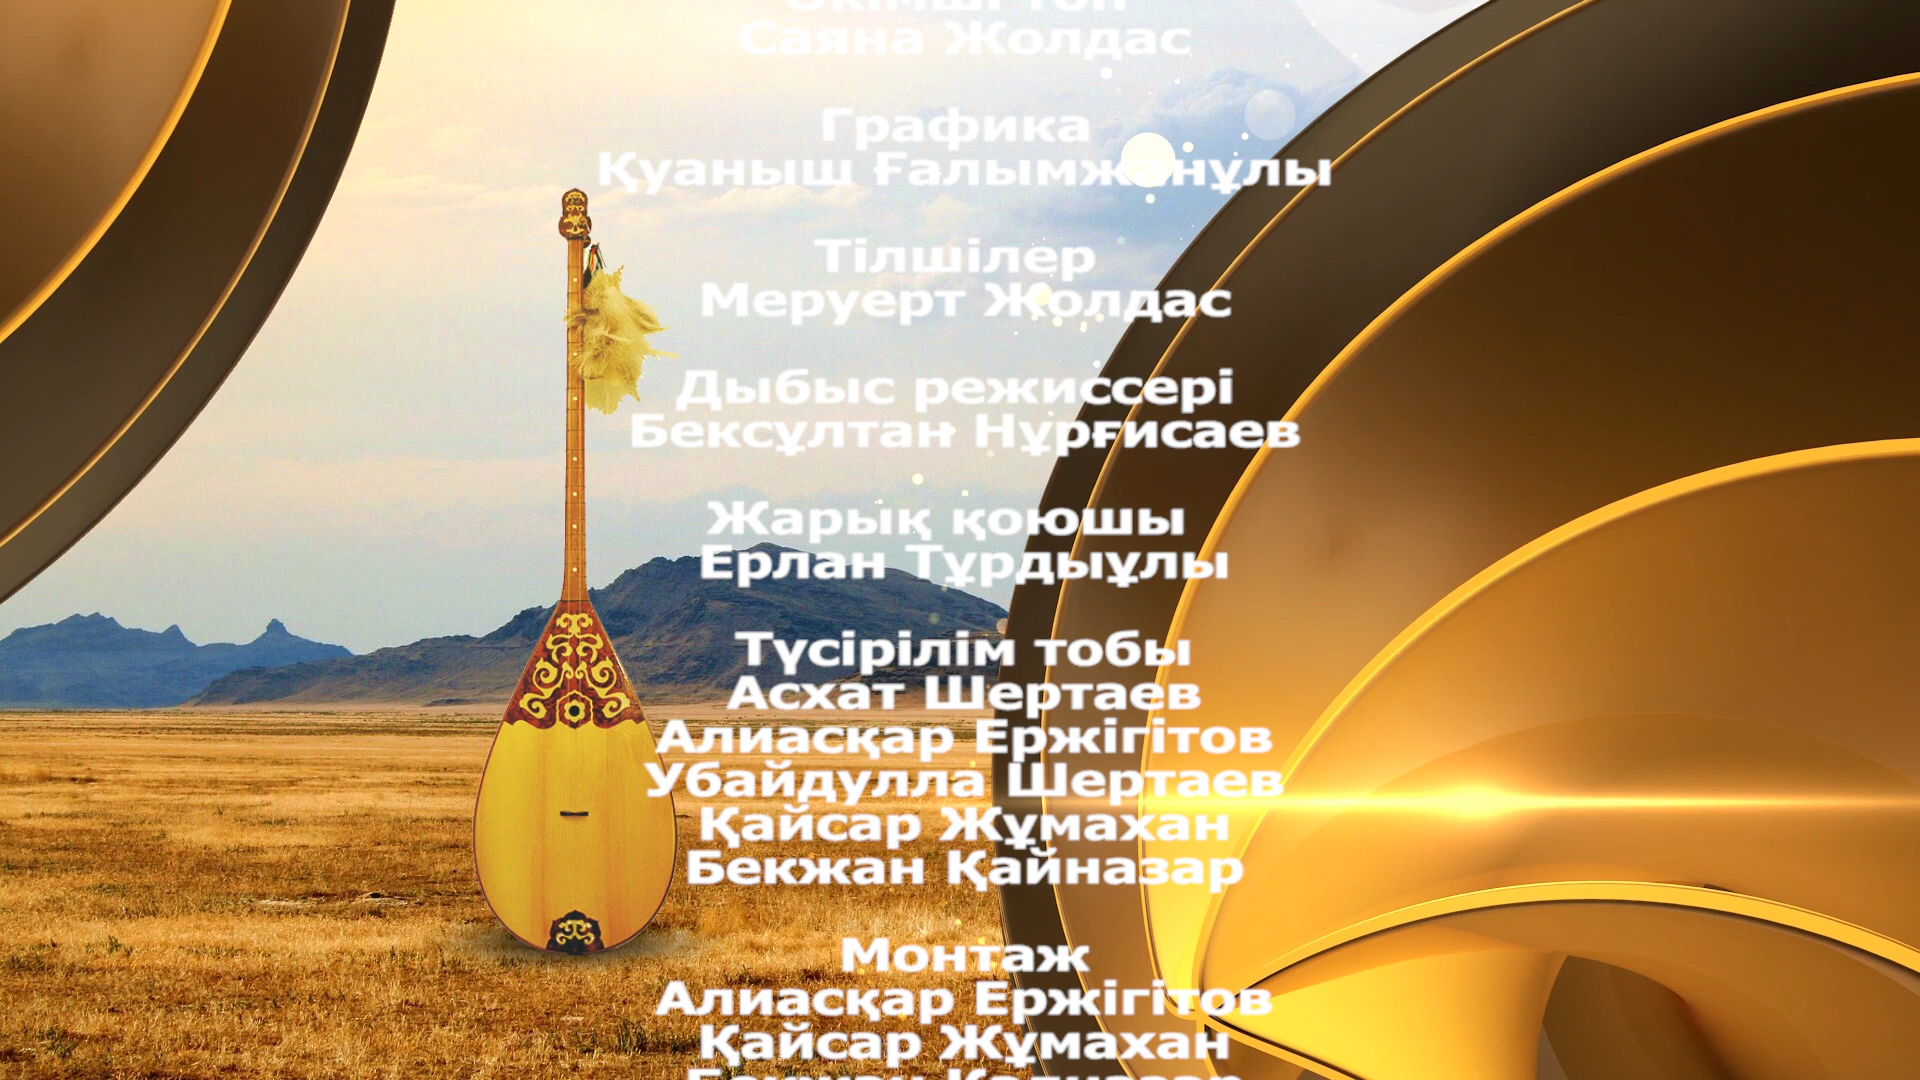 Саяна Жолдас
Графика
Қуаныш Ғалымжанұлы
Тілшілер
Меруерт Жолдас
Дыбыс режиссері
Бексұлтан Нұрғисаев
Жарық қоюшы
Ерлан Тұрдыұлы
Түсірілім тобы
Асхат Шертаев
Алиасқар Ержігітов
Убайдулла Шертаев
Қайсар Жұмахан
Бекжан Қайназар
Монтаж
Алиасқар Ержігітов
Қайсар Жұмахан